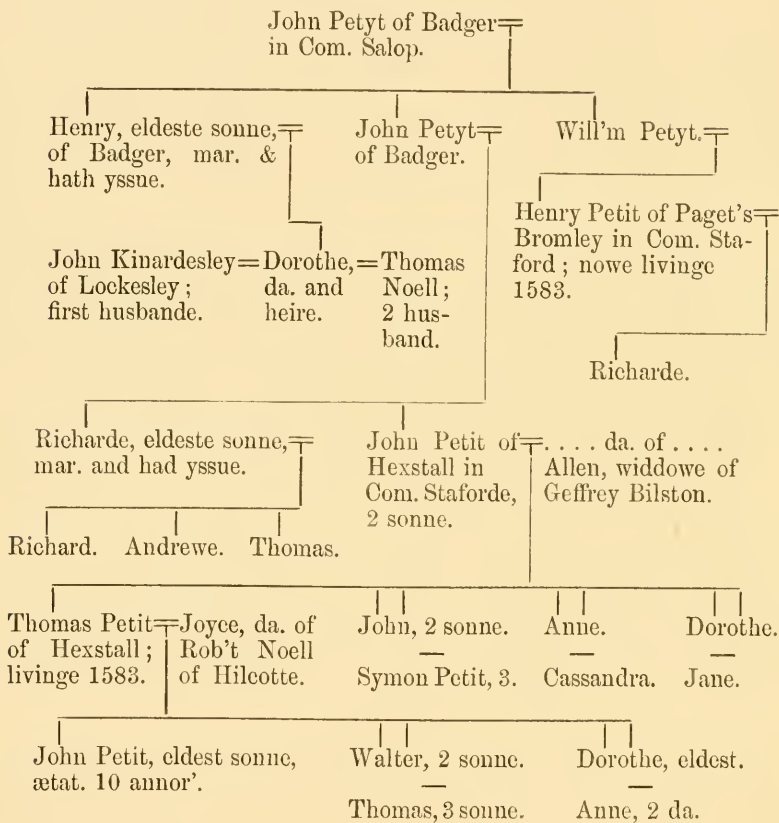 John Petyt of Badger
in Com. Salop.
Henry, eldeste sonne,
of Badger, mar. &
hath yssue.
John Petyt
of Badger.
Will'm Petyt.
Henry Petit of Paget's
Bromley in Com. Sta-
ford; nowe livinge
1583.
John Kinardesley
of Lockesley;
first husbande.
Dorothe,
da. and
heire.
Thomas
Noell;
2 hus-
band.
Richarde.
Richarde, eldeste sonne,
mar. and had yssue.
John Petit of
Hexstall in
Com. Staforde,
2 sonne.
. . . . da. of . . . .
Allen, widdowe of
Geffrey Bilston.
Richard. Andrewe. Thomas.
Thomas Petit
of Hexstall;
livinge 1583.
Joyce, da. of
Rob't Noell
of Hilcotte.
John, 2 sonne.
—
Symon Petit, 3.
Anne.
—
Cassandra.
Dorothe.
—
Jane.
John Petit, eldest sonne,
ætat. 10 annor'.
Walter, 2 sonne.
—
Thomas, 3 sonne.
Dorothe, eldest.
—
Anne, 2 da.